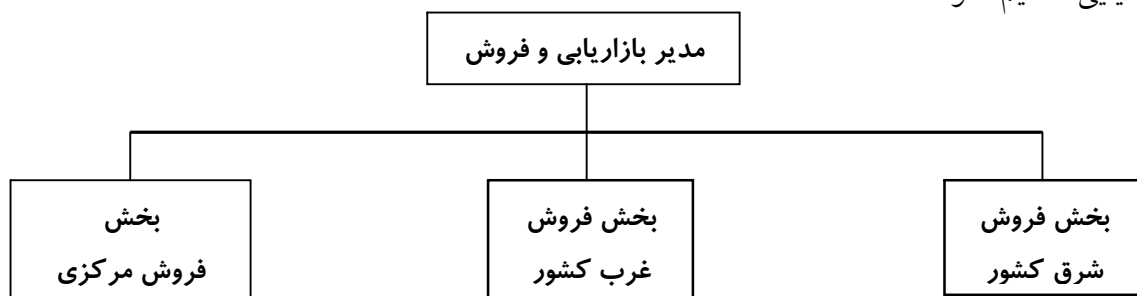 مدیر بازاریابی و فروش
بخش فروش
شرق کشور
بخش فروش
غرب کشور
بخش
فروش مرکزی